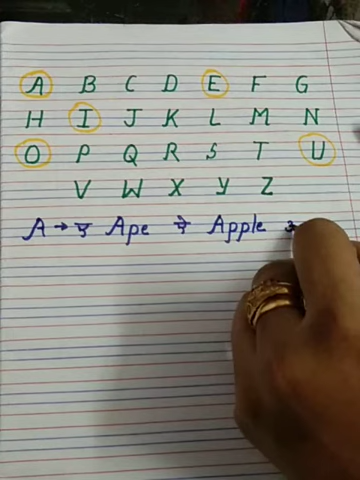 A B C D E F G
H I J K L M N
O P Q R S T U
V W X Y Z
A → Ape Apple